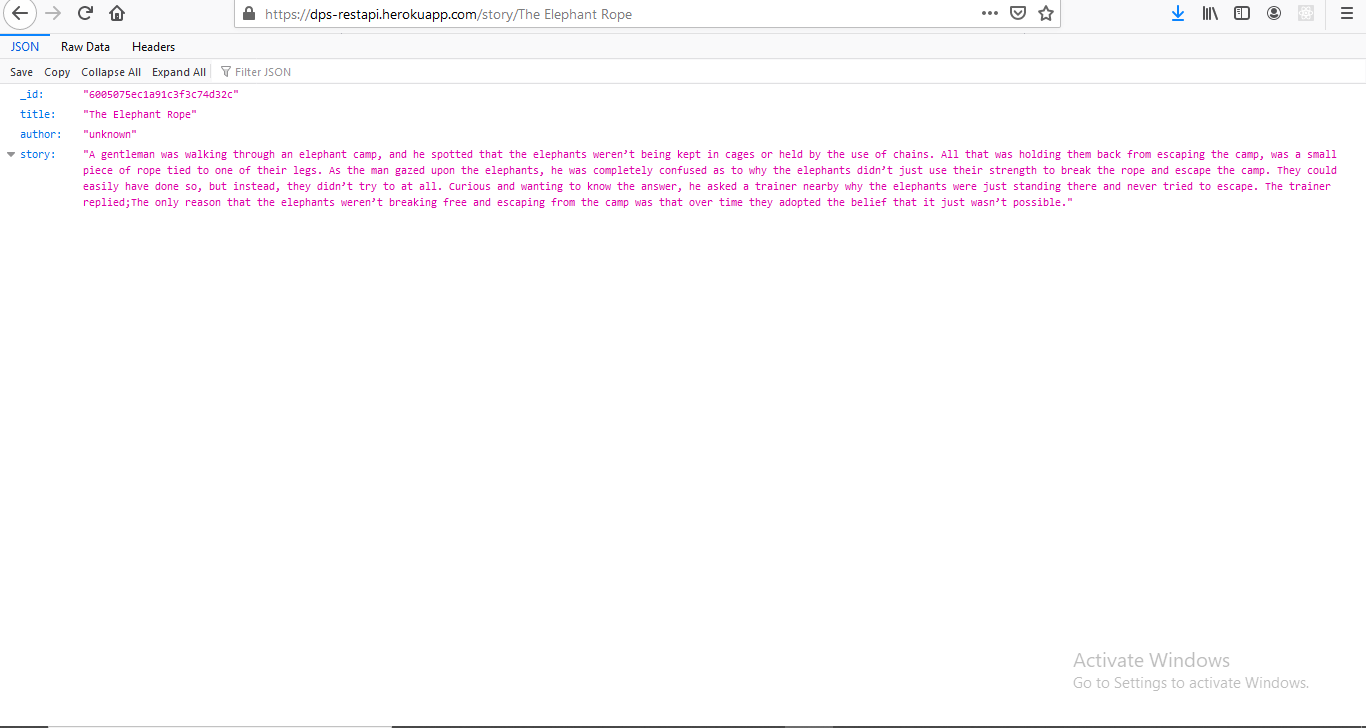 https://dps-restapi.herokuapp.com/story/The Elephant Rope
JSON Raw Data Headers
Save Copy Collapse All Expand All Filter JSON
_id: "6005075ec1a91c3f3c74d32c"
title: "The Elephant Rope"
author: "unknown"
story: "A gentleman was walking through an elephant camp, and he spotted that the elephants weren’t being kept in cages or held by the use of chains. All that was holding them back from escaping the camp, was a small
piece of rope tied to one of their legs. As the man gazed upon the elephants, he was completely confused as to why the elephants didn’t just use their strength to break the rope and escape the camp. They could
easily have done so, but instead, they didn’t try to at all. Curious and wanting to know the answer, he asked a trainer nearby why the elephants were just standing there and never tried to escape. The trainer
replied;The only reason that the elephants weren’t breaking free and escaping from the camp was that over time they adopted the belief that it just wasn’t possible."
Activate Windows
Go to Settings to activate Windows.